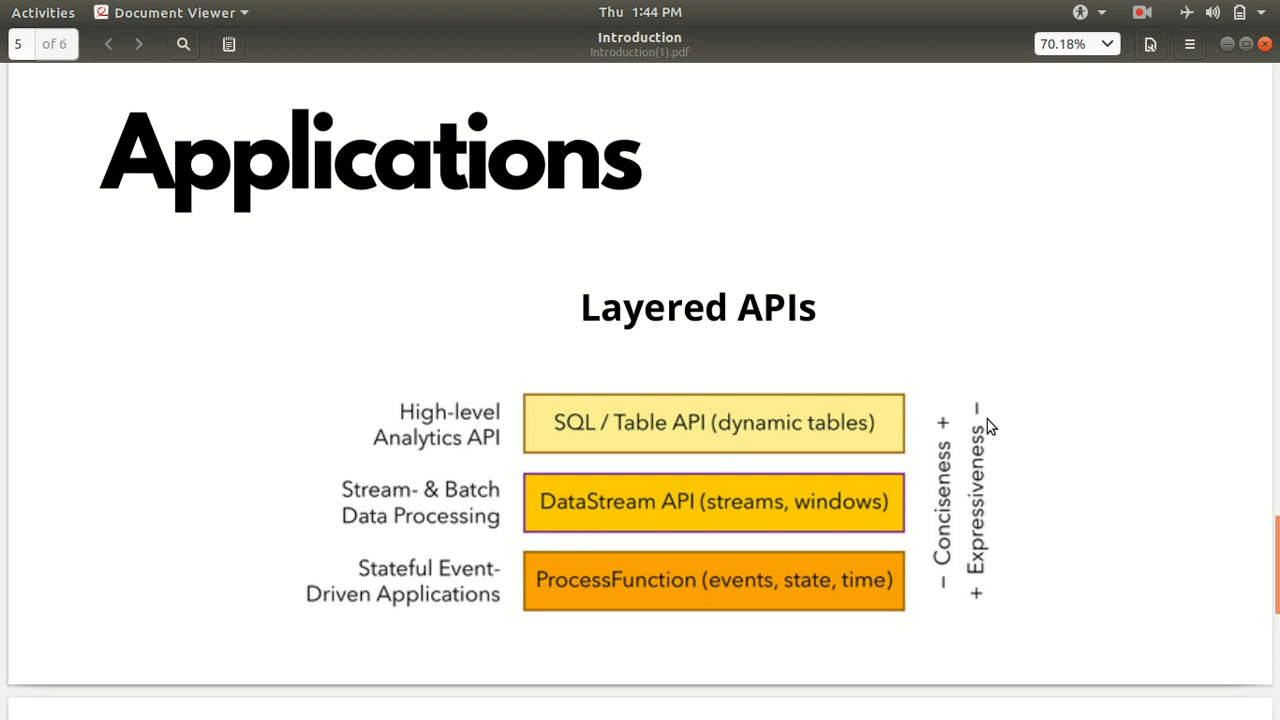 Activities Document Viewer Thu 1:44 PM
5 of 6 Introduction 70.18%
Introduction(1).pdf
Applications
Layered APIs
High-level
Analytics API
SQL / Table API (dynamic tables)
Stream- & Batch
Data Processing
DataStream API (streams, windows)
Stateful Event-
Driven Applications
ProcessFunction (events, state, time)
− Conciseness +
+ Expressiveness −